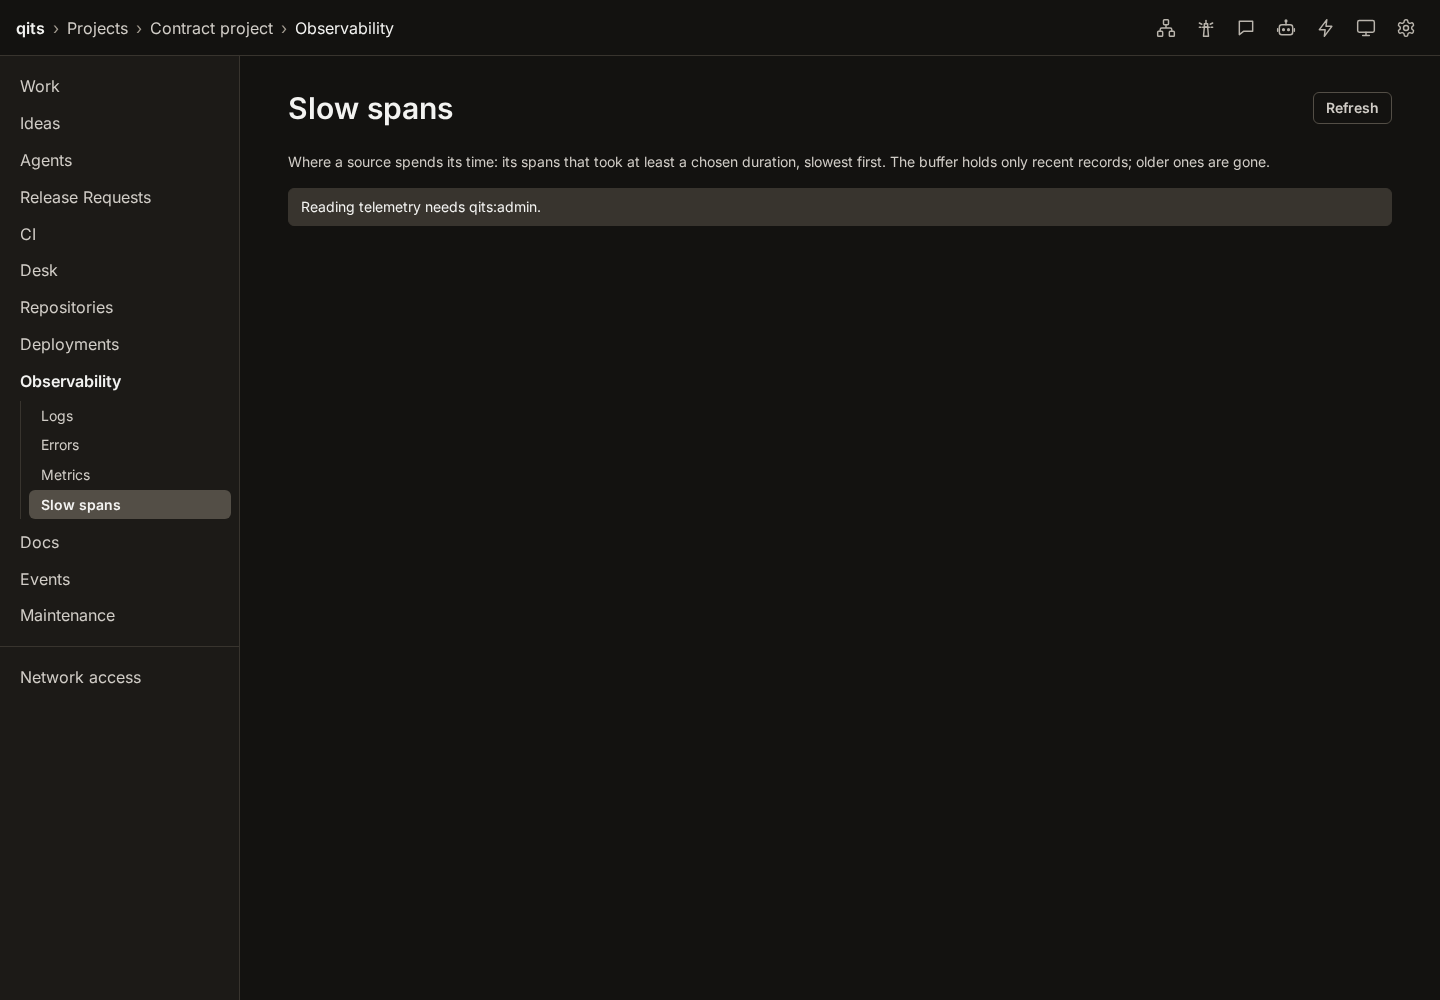 qits › Projects › Contract project › Observability
Work
Ideas
Agents
Release Requests
CI
Desk
Repositories
Deployments
Observability
Logs
Errors
Metrics
Slow spans
Docs
Events
Maintenance
Network access
Slow spans
Refresh
Where a source spends its time: its spans that took at least a chosen duration, slowest first. The buffer holds only recent records; older ones are gone.
Reading telemetry needs qits:admin.